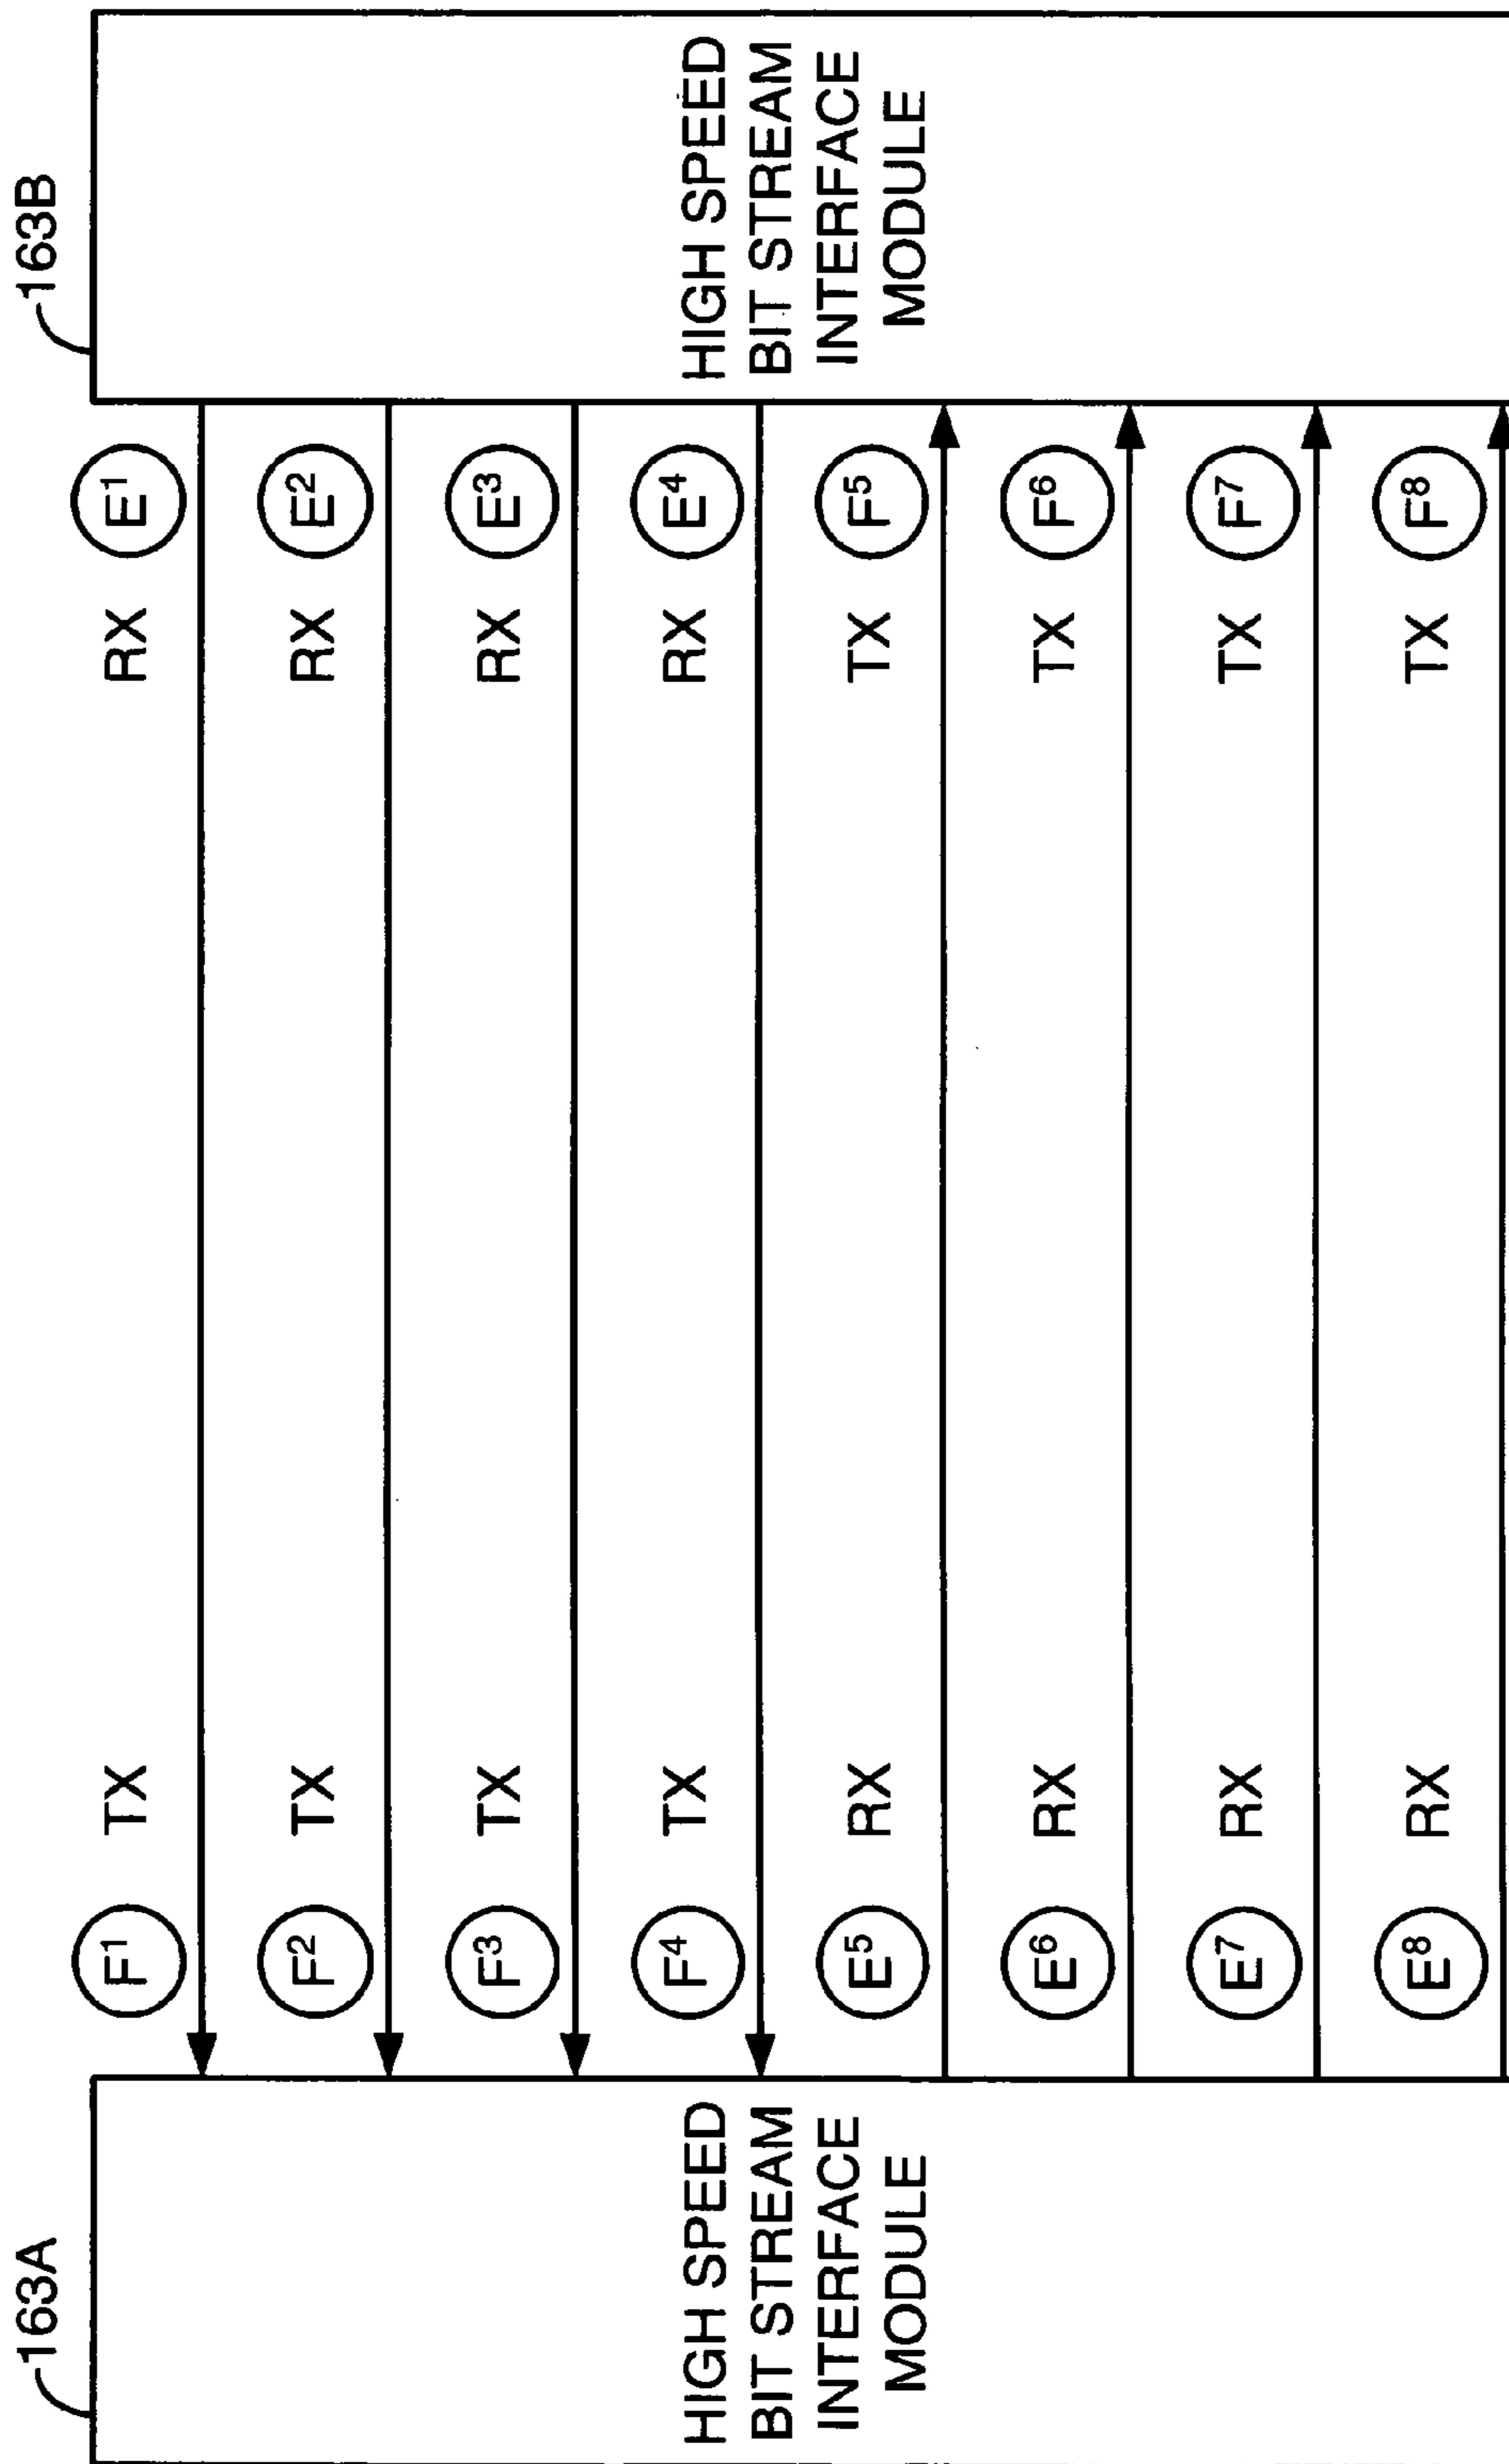 163A
163B
HIGH SPEED
BIT STREAM
INTERFACE
MODULE
HIGH SPEED
BIT STREAM
INTERFACE
MODULE
F1 TX RX E1
F2 TX RX E2
F3 TX RX E3
F4 TX RX E4
E5 RX TX F5
E6 RX TX F6
E7 RX TX F7
E8 RX TX F8